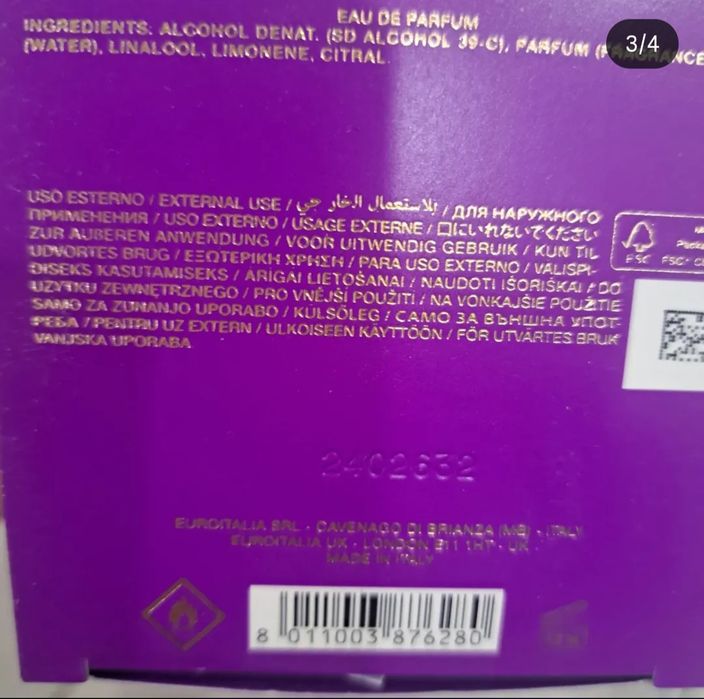 3/4
EAU DE PARFUM
INGREDIENTS: ALCOHOL DENAT. (SD ALCOHOL 39-C), PARFUM (FRAGRANCE
(WATER), LINALOOL, LIMONENE, CITRAL.
USO ESTERNO / EXTERNAL USE / للاستعمال الخارجي / ДЛЯ НАРУЖНОГО
ПРИМЕНЕНИЯ / USO EXTERNO / USAGE EXTERNE / 口にいれないでください
ZUR ÄUßEREN ANWENDUNG / VOOR UITWENDIG GEBRUIK / KUN TIL
UDVORTES BRUG / ΕΞΩΤΕΡΙΚΗ ΧΡΗΣΗ / PARA USO EXTERNO / VÄLISPI-
DISEKS KASUTAMISEKS / ĀRĪGAI LIETOŠANAI / NAUDOTI IŠORIŠKAI / DO
UŻYTKU ZEWNĘTRZNEGO / PRO VNĚJŠÍ POUŽITÍ / NA VONKAJŠIE POUŽITIE
SAMO ZA ZUNANJO UPORABO / KÜLSŐLEG / САМО ЗА ВЪНШНА УПОТ-
РЕБА / PENTRU UZ EXTERN / ULKOISEEN KÄYTTÖÖN / FÖR UTVÄRTES BRUK
VANJSKA UPORABA
FSC
2402632
EUROITALIA SRL - CAVENAGO DI BRIANZA (MB) - ITALY
EUROITALIA UK - LONDON E11 1HT - UK
MADE IN ITALY
8 011003 876280